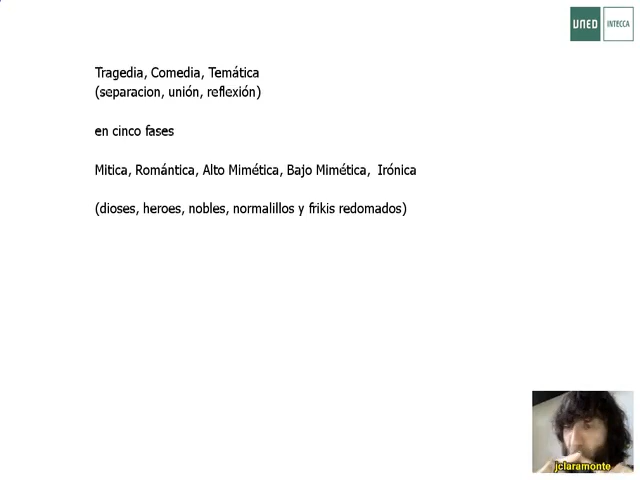 UNED INTECCA
Tragedia, Comedia, Temática
(separacion, unión, reflexión)
en cinco fases
Mitica, Romántica, Alto Mimética, Bajo Mimética, Irónica
(dioses, heroes, nobles, normalillos y frikis redomados)
jclaramonte